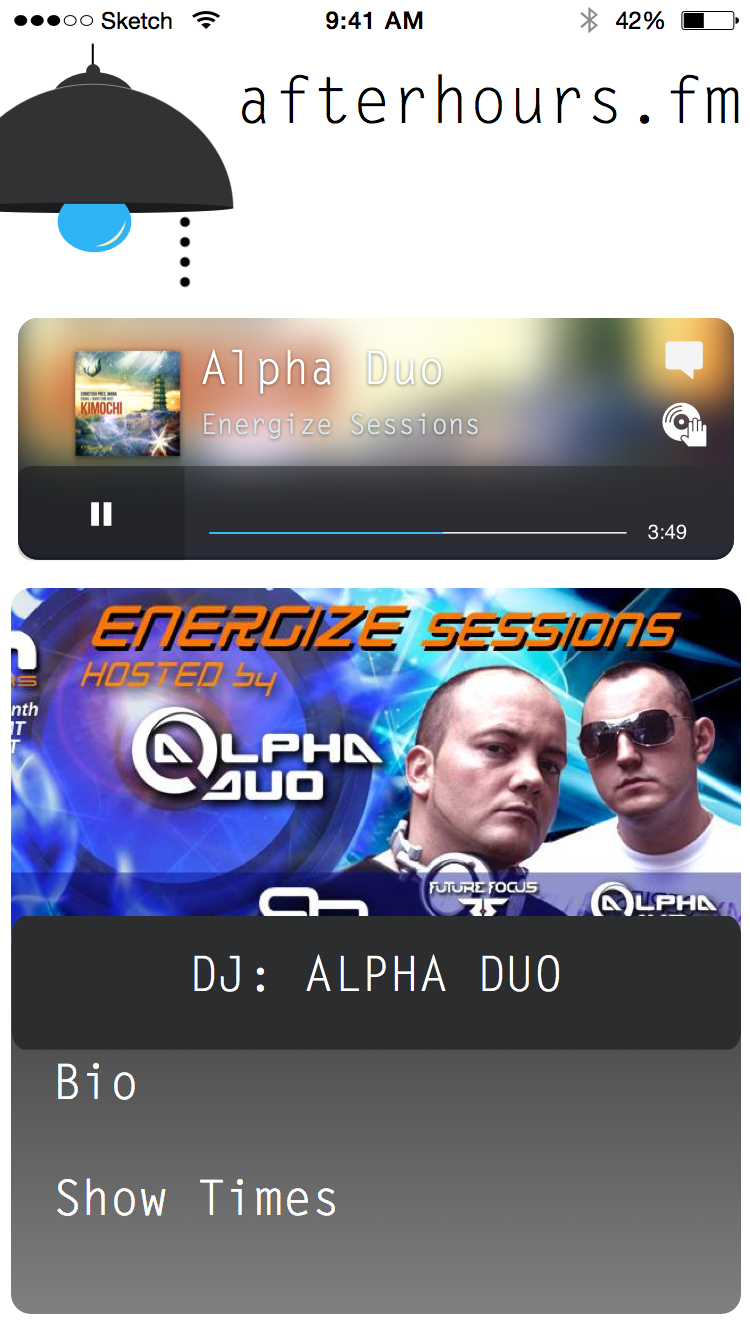 Sketch 9:41 AM 42%
afterhours.fm
Alpha Duo
Energize Sessions
KIMOCHI
3:49
ENERGIZE SESSIONS
HOSTED by
ALPHA
DUO
FUTURE FOCUS
ALPHA
DJ: ALPHA DUO
Bio
Show Times